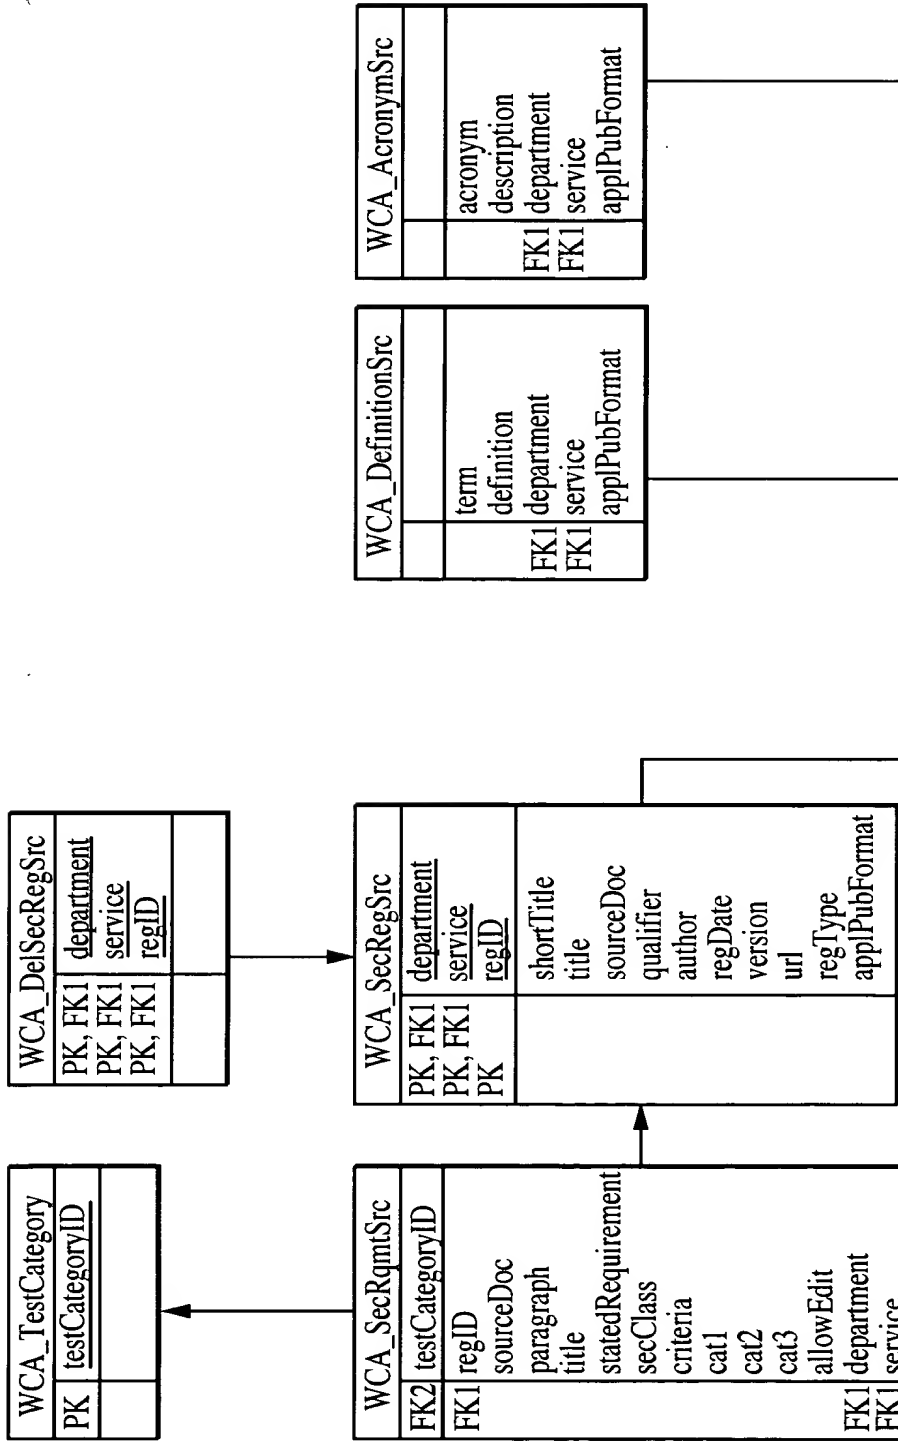 WCA_TestCategory
PK testCategoryID
WCA_DelSecRegSrc
PK, FK1 department
PK, FK1 service
PK, FK1 regID
WCA_SecRqmtSrc
FK2 testCategoryID
FK1 regID
sourceDoc
paragraph
title
statedRequirement
secClass
criteria
cat1
cat2
cat3
allowEdit
FK1 department
FK1 service
WCA_SecRegSrc
PK, FK1 department
PK, FK1 service
PK regID
shortTitle
title
sourceDoc
qualifier
author
regDate
version
url
regType
applPubFormat
WCA_DefinitionSrc
term
definition
FK1 department
FK1 service
applPubFormat
WCA_AcronymSrc
acronym
description
FK1 department
FK1 service
applPubFormat